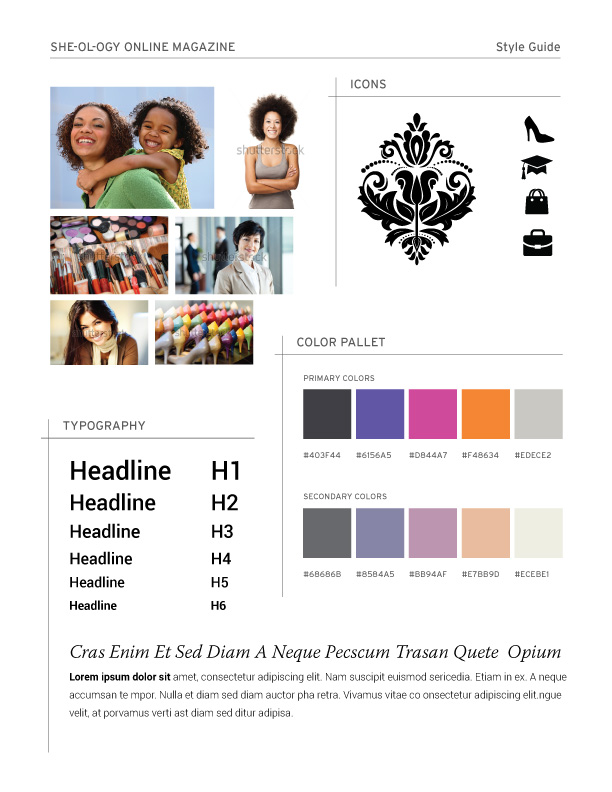 SHE-OL-OGY ONLINE MAGAZINE
Style Guide
ICONS
shutterstock
shutterstock
shutterstock
shutterstock
COLOR PALLET
PRIMARY COLORS
#403F44 #6156A5 #D844A7 #F48634 #EDECE2
SECONDARY COLORS
#68686B #8584A5 #BB94AF #E7BB9D #ECEBE1
TYPOGRAPHY
Headline H1
Headline H2
Headline H3
Headline H4
Headline H5
Headline H6
Cras Enim Et Sed Diam A Neque Pecscum Trasan Quete Opium
Lorem ipsum dolor sit amet, consectetur adipiscing elit. Nam suscipit euismod sericedia. Etiam in ex. A neque
accumsan te mpor. Nulla et diam sed diam auctor pha retra. Vivamus vitae co onsectetur adipiscing elit.ngue
velit, at porvamus verti ast diam sed ditur adipisa.